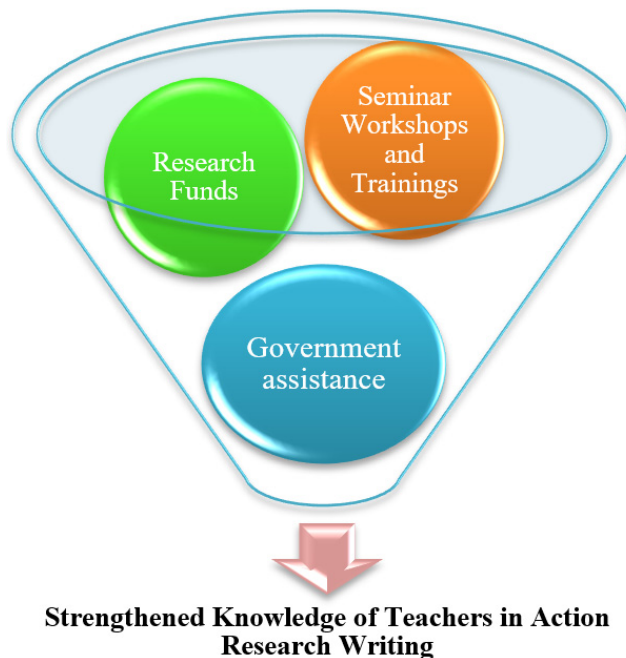 Seminar
Workshops
and
Trainings
Research
Funds
Government
assistance
Strengthened Knowledge of Teachers in Action
Research Writing